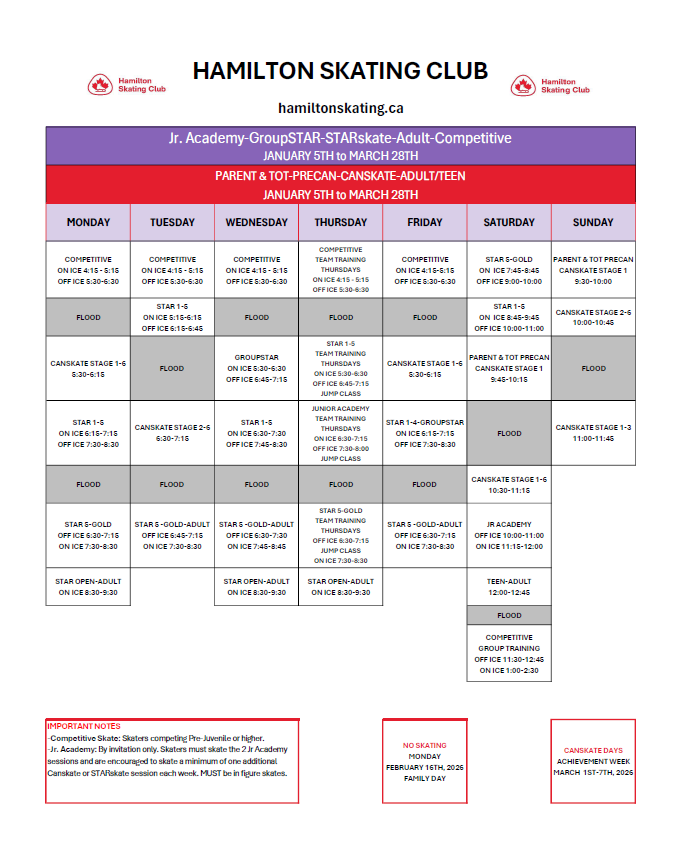 HAMILTON SKATING CLUB
Hamilton
Skating Club
Hamilton
Skating Club
hamiltonskating.ca
Jr. Academy-GroupSTAR-STARskate-Adult-Competitive
JANUARY 5TH to MARCH 28TH
PARENT & TOT-PRECAN-CANSKATE-ADULT/TEEN
JANUARY 5TH to MARCH 28TH
MONDAY
TUESDAY
WEDNESDAY
THURSDAY
FRIDAY
SATURDAY
SUNDAY
COMPETITIVE
ON ICE 4:15 - 5:15
OFF ICE 5:30-6:30
COMPETITIVE
ON ICE 4:15 - 5:15
OFF ICE 5:30-6:30
COMPETITIVE
ON ICE 4:15 - 5:15
OFF ICE 5:30-6:30
COMPETITIVE
TEAM TRAINING
THURSDAYS
ON ICE 4:15 - 5:15
OFF ICE 5:30-6:30
COMPETITIVE
ON ICE 4:15-5:15
OFF ICE 5:30-6:30
STAR 5-GOLD
ON ICE 7:45-8:45
OFF ICE 9:00-10:00
PARENT & TOT PRECAN
CANSKATE STAGE 1
9:30-10:00
FLOOD
STAR 1-5
ON ICE 5:15-6:15
OFF ICE 6:15-6:45
FLOOD
FLOOD
FLOOD
STAR 1-5
ON ICE 8:45-9:45
OFF ICE 10:00-11:00
CANSKATE STAGE 2-6
10:00-10:45
CANSKATE STAGE 1-6
5:30-6:15
FLOOD
GROUPSTAR
ON ICE 5:30-6:30
OFF ICE 6:45-7:15
STAR 1-5
TEAM TRAINING
THURSDAYS
ON ICE 5:30-6:30
OFF ICE 6:45-7:15
JUMP CLASS
CANSKATE STAGE 1-6
5:30-6:15
PARENT & TOT PRECAN
CANSKATE STAGE 1
9:45-10:15
FLOOD
STAR 1-5
ON ICE 6:15-7:15
OFF ICE 7:30-8:30
CANSKATE STAGE 2-6
6:30-7:15
STAR 1-5
ON ICE 6:30-7:30
OFF ICE 7:45-8:30
JUNIOR ACADEMY
TEAM TRAINING
THURSDAYS
ON ICE 6:30-7:15
OFF ICE 7:30-8:00
JUMP CLASS
STAR 1-4-GROUPSTAR
ON ICE 6:15-7:15
OFF ICE 7:30-8:30
FLOOD
CANSKATE STAGE 1-3
11:00-11:45
FLOOD
FLOOD
FLOOD
FLOOD
FLOOD
CANSKATE STAGE 1-6
10:30-11:15
STAR 5-GOLD
OFF ICE 6:30-7:15
ON ICE 7:30-8:30
STAR 5 -GOLD-ADULT
OFF ICE 6:45-7:15
ON ICE 7:30-8:30
STAR 5 -GOLD-ADULT
OFF ICE 6:30-7:15
ON ICE 7:45-8:45
STAR 5-GOLD
TEAM TRAINING
THURSDAYS
OFF ICE 6:30-7:15
JUMP CLASS
ON ICE 7:30-8:30
STAR 5 -GOLD-ADULT
OFF ICE 6:30-7:15
ON ICE 7:30-8:30
JR ACADEMY
OFF ICE 10:00-11:00
ON ICE 11:15-12:00
STAR OPEN-ADULT
ON ICE 8:30-9:30
STAR OPEN-ADULT
ON ICE 8:30-9:30
STAR OPEN-ADULT
ON ICE 8:30-9:30
TEEN-ADULT
12:00-12:45
FLOOD
COMPETITIVE
GROUP TRAINING
OFF ICE 11:30-12:45
ON ICE 1:00-2:30
IMPORTANT NOTES
-Competitive Skate: Skaters competing Pre-Juvenile or higher.
-Jr. Academy: By invitation only. Skaters must skate the 2 Jr Academy
sessions and are encouraged to skate a minimum of one additional
Canskate or STARskate session each week. MUST be in figure skates.
NO SKATING
MONDAY
FEBRUARY 16TH, 2026
FAMILY DAY
CANSKATE DAYS
ACHIEVEMENT WEEK
MARCH 1ST-7TH, 2026